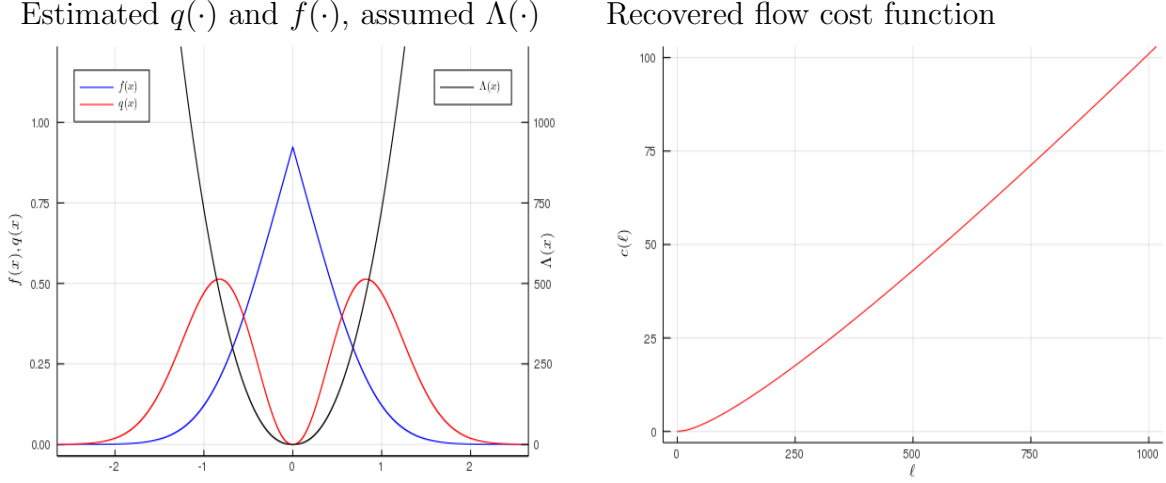 Estimated q(·) and f(·), assumed Λ(·)
f(x)
q(x)
Λ(x)
1.00
0.75
0.50
0.25
0.00
f(x), q(x)
1000
750
500
250
0
Λ(x)
-2 -1 0 1 2
Recovered flow cost function
100
75
50
25
0
c(ℓ)
0 250 500 750 1000
ℓ